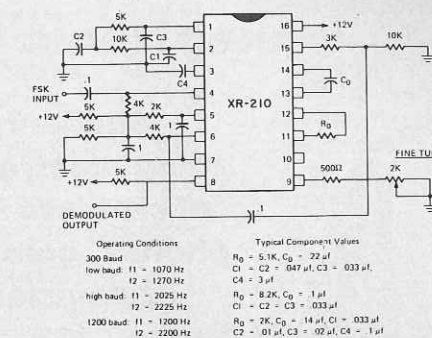 5K
C2
10K
C3
C1
C4
FSK
INPUT
.1
4K
5K
2K
+12V
5K
4K
.1
.1
+12V
5K
DEMODULATED
OUTPUT
1
2
3
4
5
6
7
8
XR-210
16
15
14
13
12
11
10
9
+12V
3K
10K
C0
R0
FINE TUNE
500Ω
2K
.1
Operating Conditions
Typical Component Values
300 Baud
low baud: f1 = 1070 Hz
f2 = 1270 Hz
R0 = 5.1K, C0 = .22 μf
C1 = C2 = .047 μf, C3 = .033 μf,
C4 = .3 μf
high baud: f1 = 2025 Hz
f2 = 2225 Hz
R0 = 8.2K, C0 = .1 μf
C1 = C2 = C3 = .033 μf
1200 baud: f1 = 1200 Hz
f2 = 2200 Hz
R0 = 2K, C0 = .14 μf, C1 = .033 μf
C2 = .01 μf, C3 = .02 μf, C4 = .1 μf